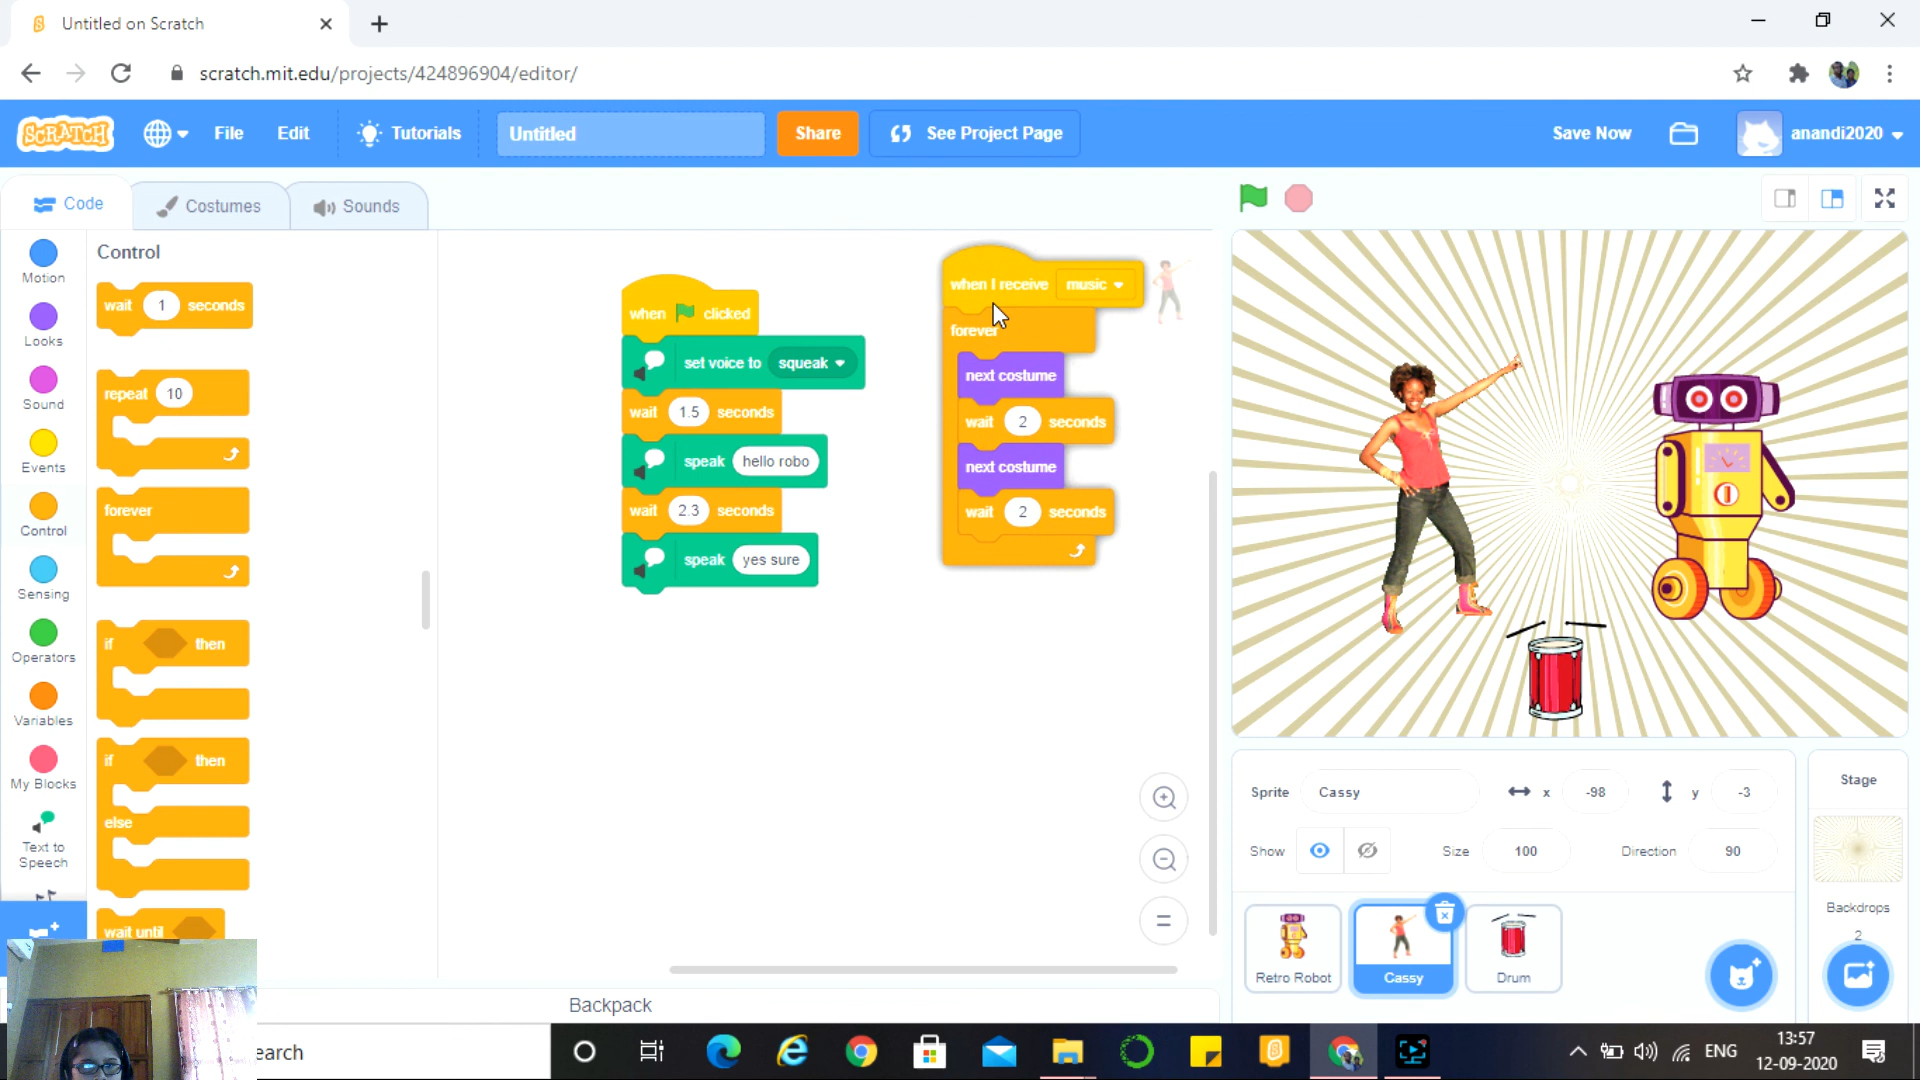 Untitled on Scratch
scratch.mit.edu/projects/424896904/editor/
SCRATCH
File
Edit
Tutorials
Untitled
Share
See Project Page
Save Now
anandi2020
Code
Costumes
Sounds
Motion
Looks
Sound
Events
Control
Sensing
Operators
Variables
My Blocks
Text to
Speech
Control
wait 1 seconds
repeat 10
forever
if then
if then
else
wait until
when clicked
set voice to squeak
wait 1.5 seconds
speak hello robo
wait 2.3 seconds
speak yes sure
when I receive music
forever
next costume
wait 2 seconds
next costume
wait 2 seconds
Backpack
Sprite Cassy x -98 y -3
Show Size 100 Direction 90
Retro Robot
Cassy
Drum
Stage
Backdrops
2
earch
ENG
13:57
12-09-2020